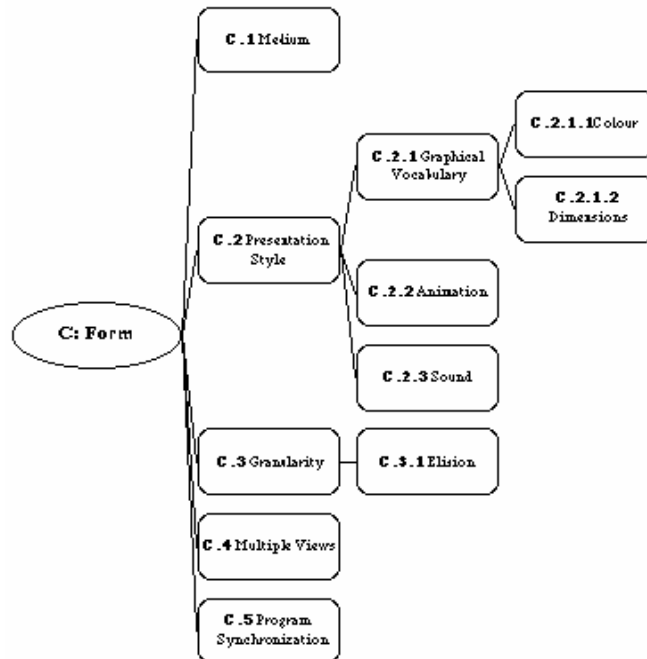 C.1 Medium
C.2.1.1 Colour
C.2.1 Graphical
Vocabulary
C.2.1.2
Dimensions
C.2 Presentation
Style
C.2.2 Animation
C: Form
C.2.3 Sound
C.3 Granularity
C.3.1 Elision
C.4 Multiple Views
C.5 Program
Synchronization